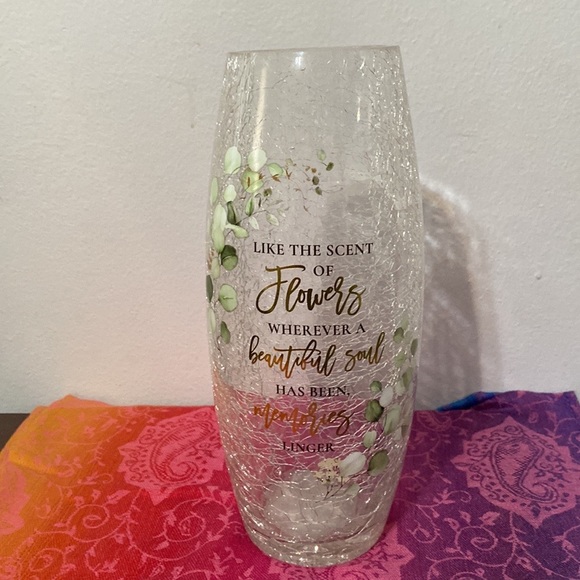 LIKE THE SCENT
OF
Flowers
WHEREVER A
beautiful soul
HAS BEEN,
memories
LINGER